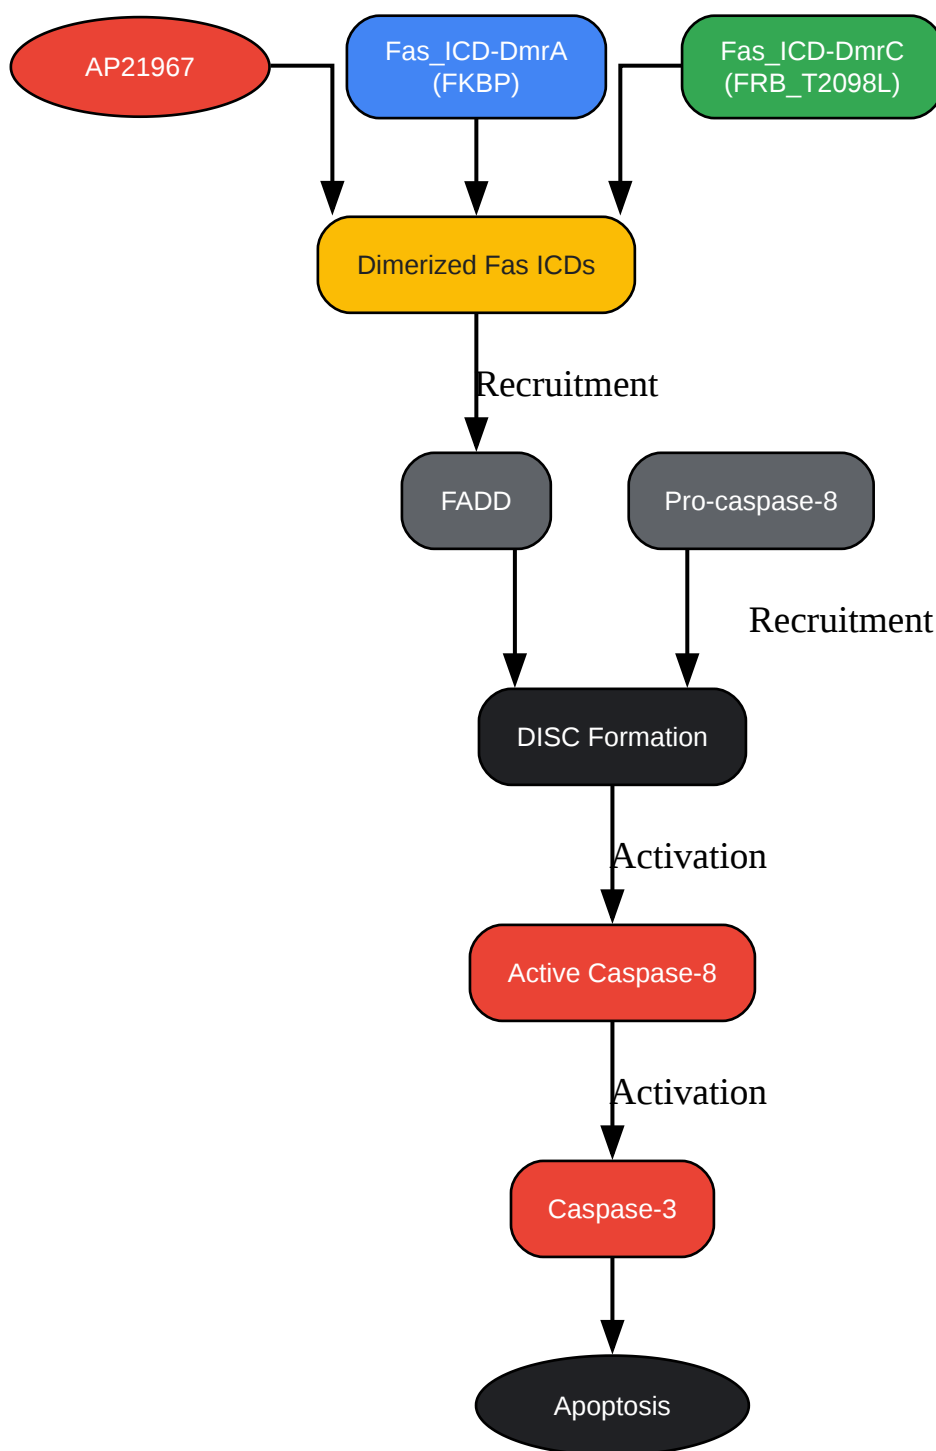 AP21967
Fas_ICD-DmrA
(FKBP)
Fas_ICD-DmrC
(FRB_T2098L)
Dimerized Fas ICDs
Recruitment
FADD
Pro-caspase-8
Recruitment
DISC Formation
Activation
Active Caspase-8
Activation
Caspase-3
Apoptosis